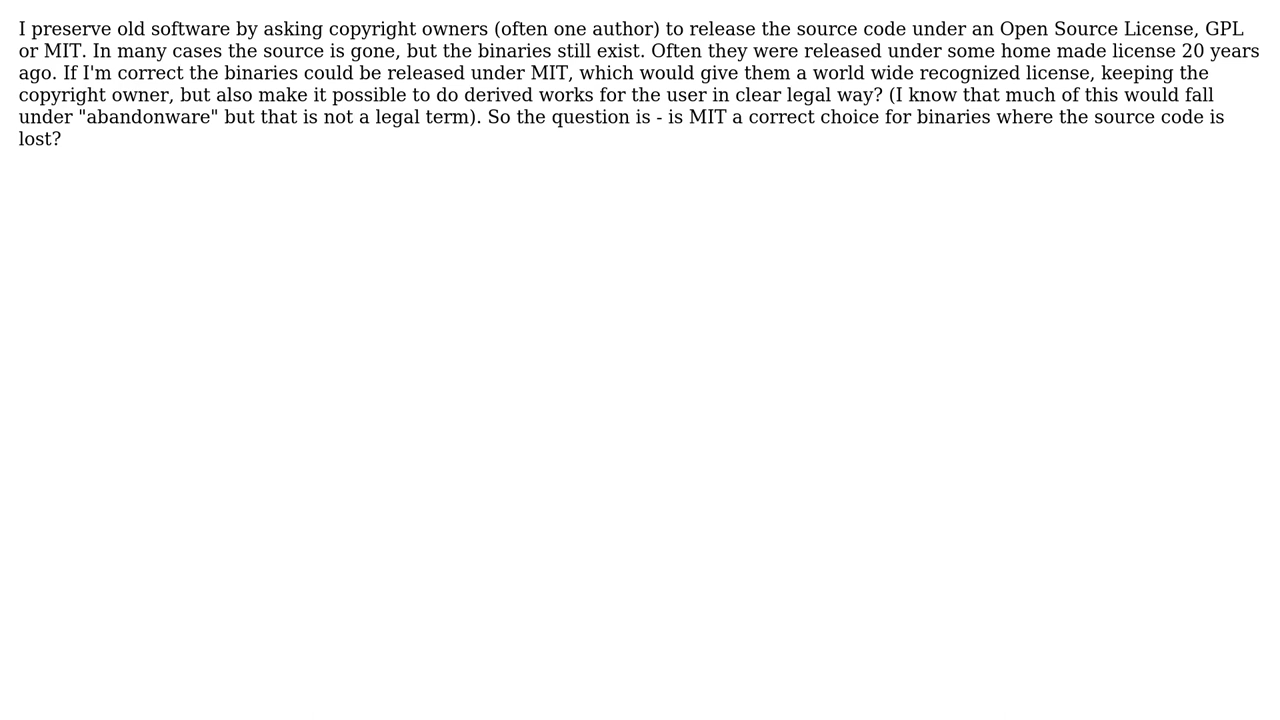 I preserve old software by asking copyright owners (often one author) to release the source code under an Open Source License, GPL
or MIT. In many cases the source is gone, but the binaries still exist. Often they were released under some home made license 20 years
ago. If I'm correct the binaries could be released under MIT, which would give them a world wide recognized license, keeping the
copyright owner, but also make it possible to do derived works for the user in clear legal way? (I know that much of this would fall
under "abandonware" but that is not a legal term). So the question is - is MIT a correct choice for binaries where the source code is
lost?